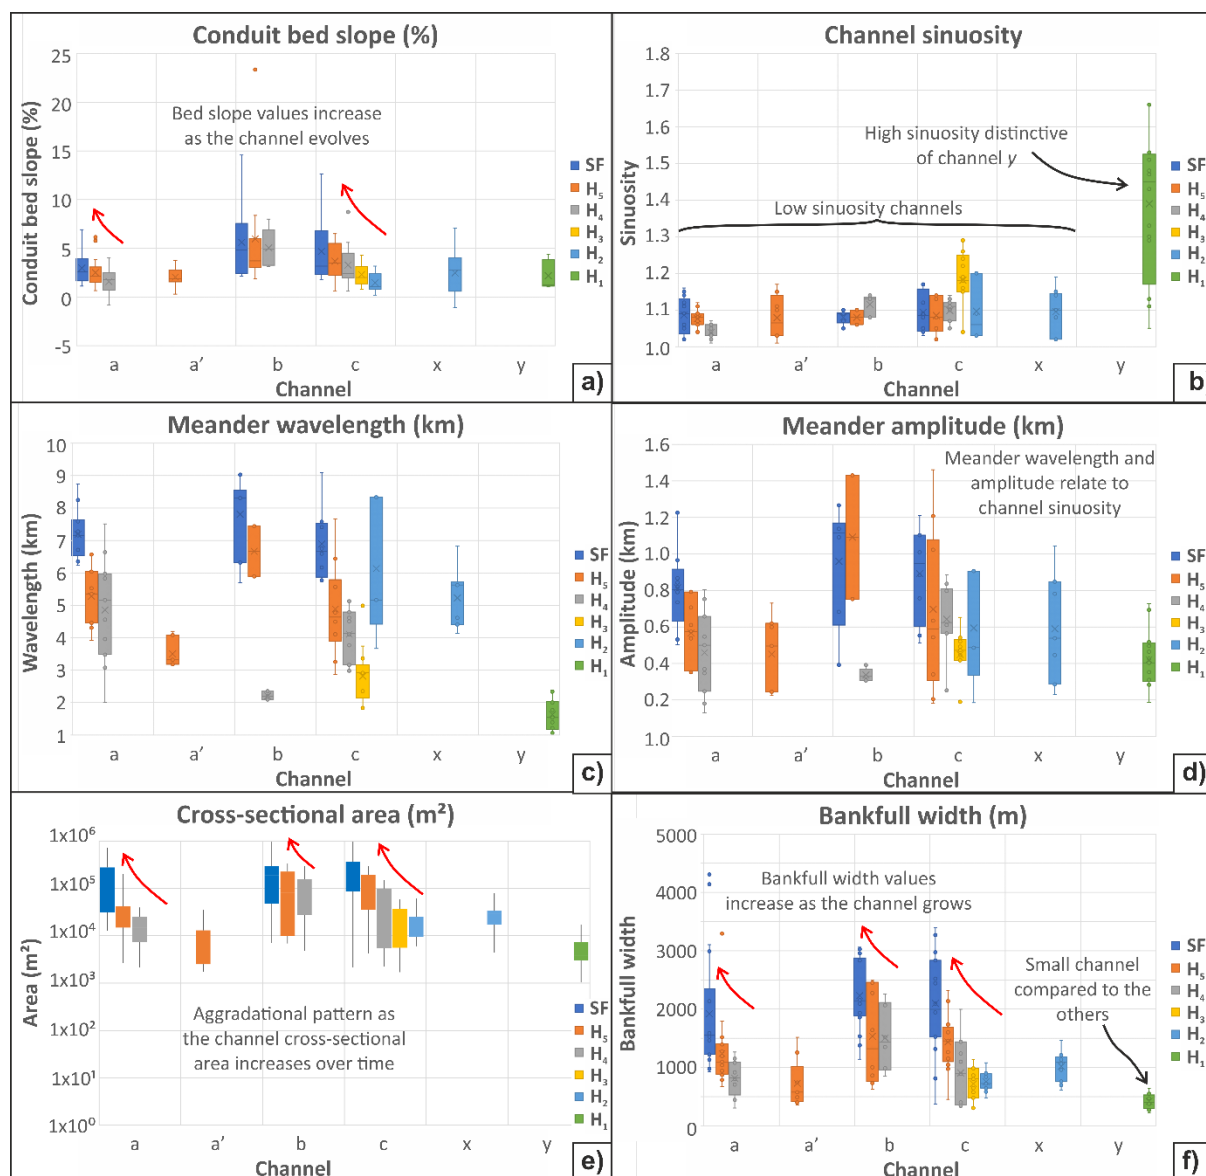 Conduit bed slope (%)
25
20
15
10
5
0
-5
Conduit bed slope (%)
Bed slope values increase
as the channel evolves
SF
H₅
H₄
H₃
H₂
H₁
a a’ b c x y
Channel
a)
Channel sinuosity
1.8
1.7
1.6
1.5
1.4
1.3
1.2
1.1
1.0
Sinuosity
High sinuosity distinctive
of channel y
Low sinuosity channels
SF
H₅
H₄
H₃
H₂
H₁
a a’ b c x y
Channel
b
Meander wavelength (km)
10
9
8
7
6
5
4
3
2
1
Wavelength (km)
SF
H₅
H₄
H₃
H₂
H₁
a a’ b c x y
Channel
c)
Meander amplitude (km)
1.6
1.4
1.2
1.0
0.8
0.6
0.4
0.2
1.0
Amplitude (km)
Meander wavelength and
amplitude relate to
channel sinuosity
SF
H₅
H₄
H₃
H₂
H₁
a a’ b c x y
Channel
d)
Cross-sectional area (m²)
1x10⁶
1x10⁵
1x10⁴
1x10³
1x10²
1x10¹
1x10⁰
Area (m²)
Aggradational pattern as
the channel cross-sectional
area increases over time
SF
H₅
H₄
H₃
H₂
H₁
a a’ b c x y
Channel
e)
Bankfull width (m)
5000
4000
3000
2000
1000
0
Bankfull width
Bankfull width values
increase as the channel grows
Small channel
compared to the
others
SF
H₅
H₄
H₃
H₂
H₁
a a’ b c x y
Channel
f)